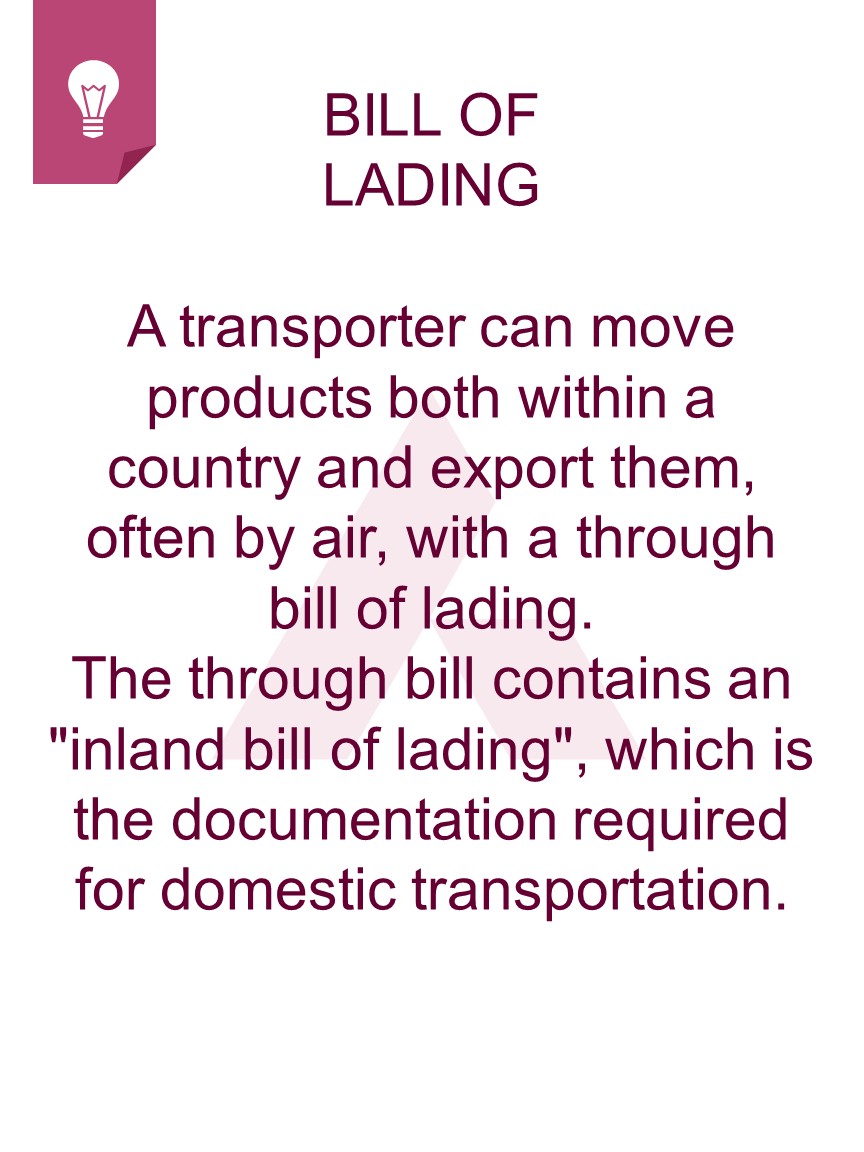 BILL OF
LADING
A transporter can move
products both within a
country and export them,
often by air, with a through
bill of lading.
The through bill contains an
"inland bill of lading", which is
the documentation required
for domestic transportation.